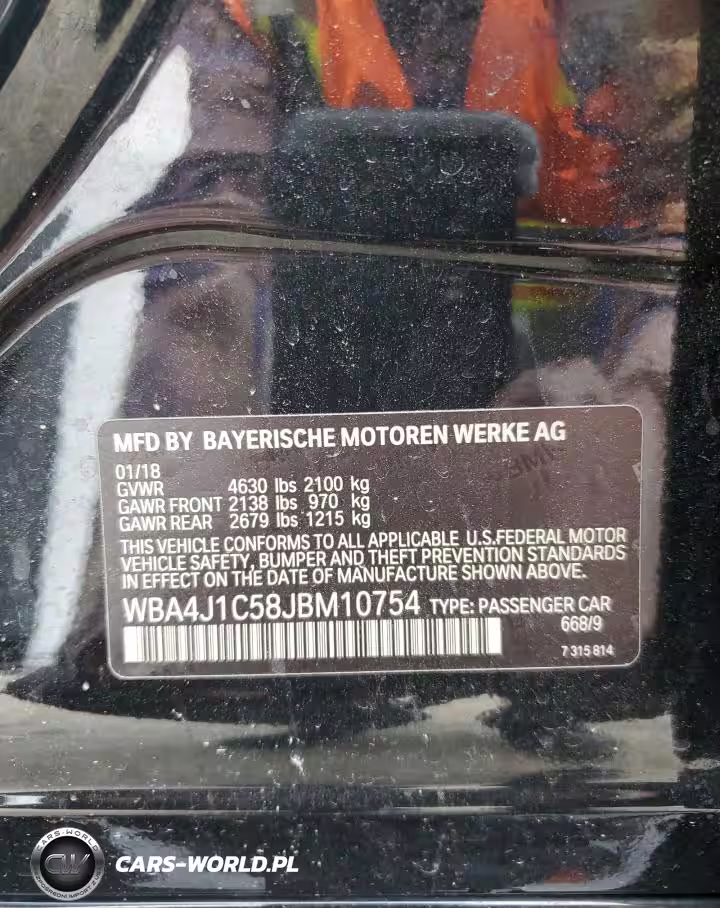 MFD BY BAYERISCHE MOTOREN WERKE AG
01/18
GVWR 4630 lbs 2100 kg
GAWR FRONT 2138 lbs 970 kg
GAWR REAR 2679 lbs 1215 kg
THIS VEHICLE CONFORMS TO ALL APPLICABLE U.S.FEDERAL MOTOR
VEHICLE SAFETY, BUMPER AND THEFT PREVENTION STANDARDS
IN EFFECT ON THE DATE OF MANUFACTURE SHOWN ABOVE.
WBA4J1C58JBM10754 TYPE: PASSENGER CAR
668/9
7 315 814
CARS-WORLD
CW
CARS-WORLD.PL